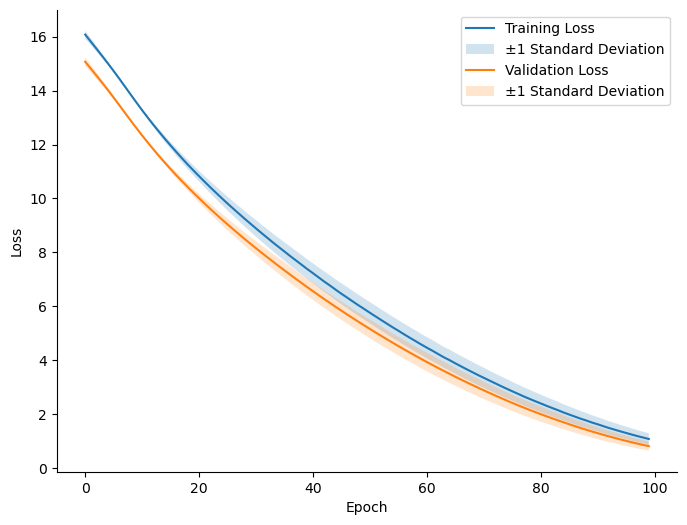 Training Loss
±1 Standard Deviation
Validation Loss
±1 Standard Deviation
16
14
12
10
8
6
4
2
0
Loss
0 20 40 60 80 100
Epoch